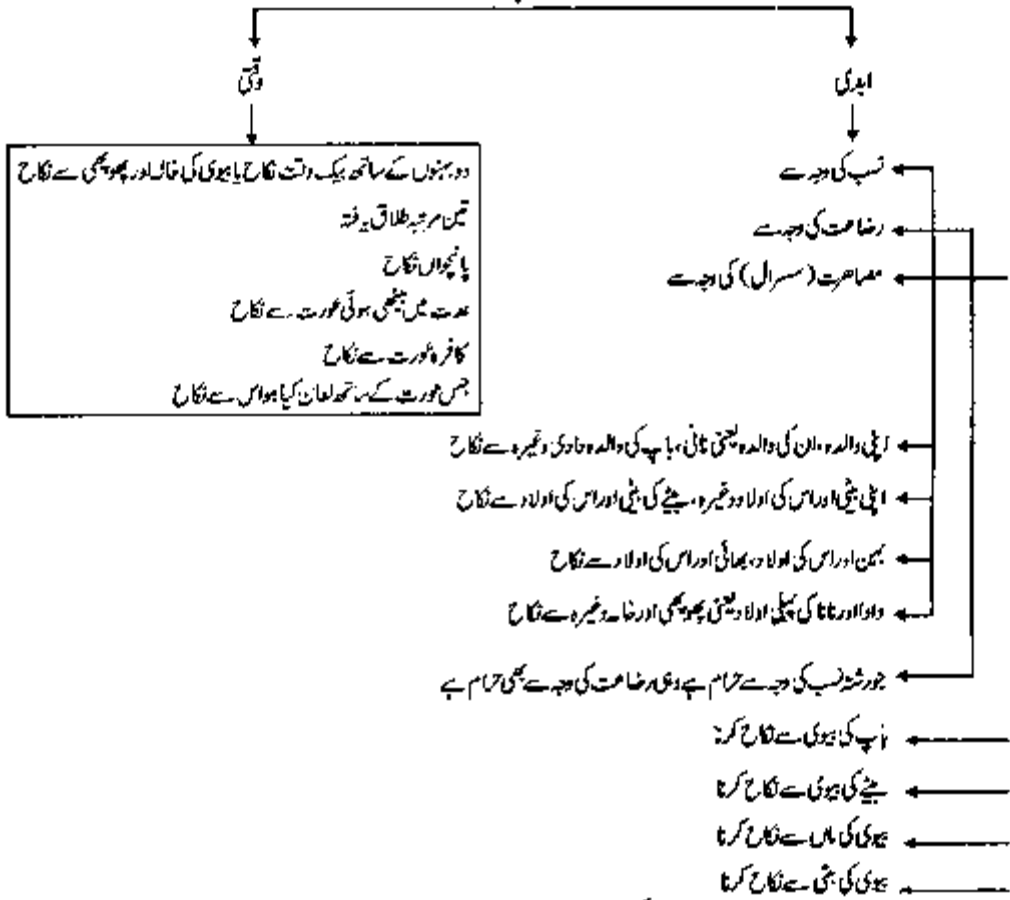 ابدی
وقتی
نسب کی وجہ سے
رضاعت کی وجہ سے
مصاھرت (سسرال) کی وجہ سے
دو بہنوں کے ساتھ بیک وقت نکاح یا بیوی کی خالہ اور پھوپھی سے نکاح
تین مرتبہ طلاق یافتہ
پانچواں نکاح
عدت میں بیٹھی ہوئی عورت سے نکاح
کافرہ عورت سے نکاح
جس عورت کے ساتھ لعان کیا ہو اس سے نکاح
اپنی والدہ، ان کی والدہ یعنی نانی، باپ کی والدہ دادی وغیرہ سے نکاح
اپنی بیٹی اور اس کی اولاد وغیرہ، بیٹے کی بیٹی اور اس کی اولاد سے نکاح
بہن اور اس کی اولاد، بھائی اور اس کی اولاد سے نکاح
دادا اور نانا کی پہلی اولاد یعنی پھوپھی اور خالہ وغیرہ سے نکاح
جو رشتہ نسب کی وجہ سے حرام ہے وہی رضاعت کی وجہ سے بھی حرام ہے
باپ کی بیوی سے نکاح کرنا
بیٹے کی بیوی سے نکاح کرنا
بیوی کی ماں سے نکاح کرنا
بیوی کی بیٹی سے نکاح کرنا